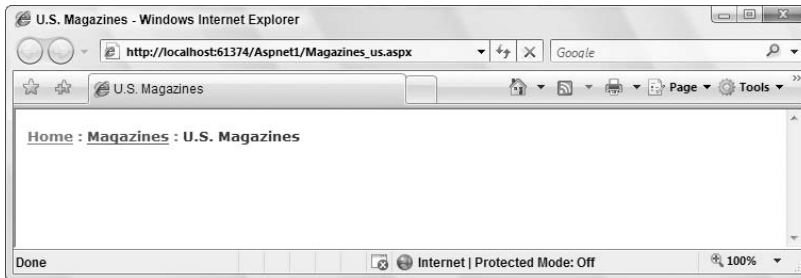 U.S. Magazines - Windows Internet Explorer
http://localhost:61374/Aspnet1/Magazines_us.aspx
Google
U.S. Magazines
Page
Tools
Home : Magazines : U.S. Magazines
Done
Internet | Protected Mode: Off
100%